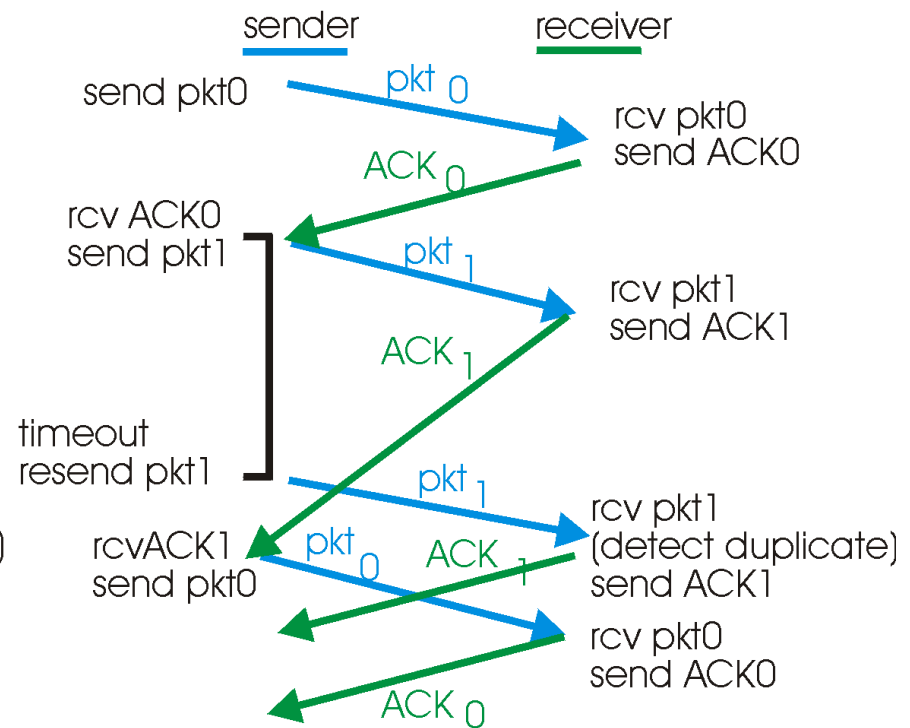 sender
receiver
send pkt0
pkt 0
rcv pkt0
send ACK0
ACK 0
rcv ACK0
send pkt1
pkt 1
rcv pkt1
send ACK1
ACK 1
timeout
resend pkt1
pkt 1
rcv pkt1
(detect duplicate)
send ACK1
)
rcvACK1
send pkt0
pkt 0
ACK 1
rcv pkt0
send ACK0
ACK 0